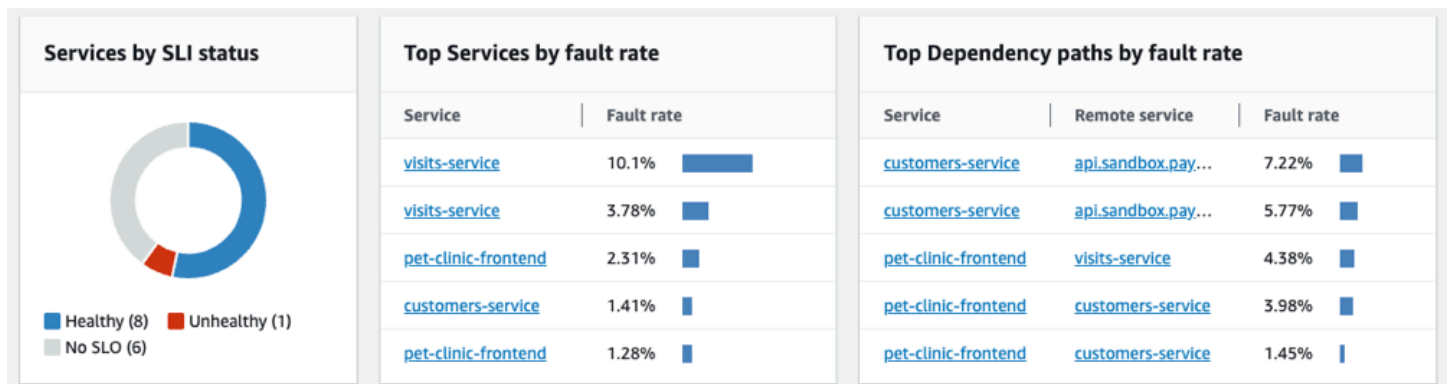 Services by SLI status
Healthy (8) Unhealthy (1)
No SLO (6)
Top Services by fault rate
Service Fault rate
visits-service 10.1%
visits-service 3.78%
pet-clinic-frontend 2.31%
customers-service 1.41%
pet-clinic-frontend 1.28%
Top Dependency paths by fault rate
Service Remote service Fault rate
customers-service api.sandbox.pay... 7.22%
customers-service api.sandbox.pay... 5.77%
pet-clinic-frontend visits-service 4.38%
pet-clinic-frontend customers-service 3.98%
pet-clinic-frontend customers-service 1.45%